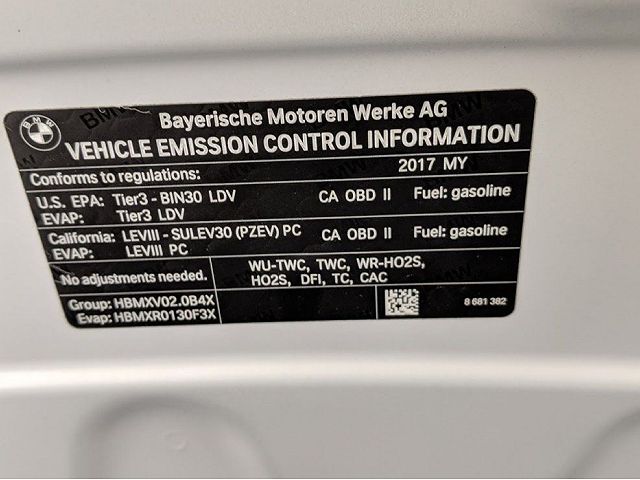 BMW
Bayerische Motoren Werke AG
VEHICLE EMISSION CONTROL INFORMATION
Conforms to regulations: 2017 MY
U.S. EPA: Tier3 - BIN30 LDV CA OBD II Fuel: gasoline
EVAP: Tier3 LDV
California: LEVIII - SULEV30 (PZEV) PC CA OBD II Fuel: gasoline
EVAP: LEVIII PC
No adjustments needed. WU-TWC, TWC, WR-HO2S,
HO2S, DFI, TC, CAC
Group: HBMXV02.0B4X
Evap: HBMXR0130F3X
8 681 382